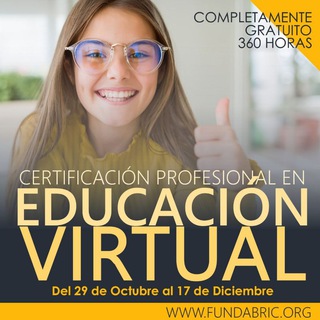 COMPLETAMENTE
GRATUITO
360 HORAS
CERTIFICACIÓN PROFESIONAL EN
EDUCACIÓN
VIRTUAL
Del 29 de Octubre al 17 de Diciembre
WWW.FUNDABRIC.ORG